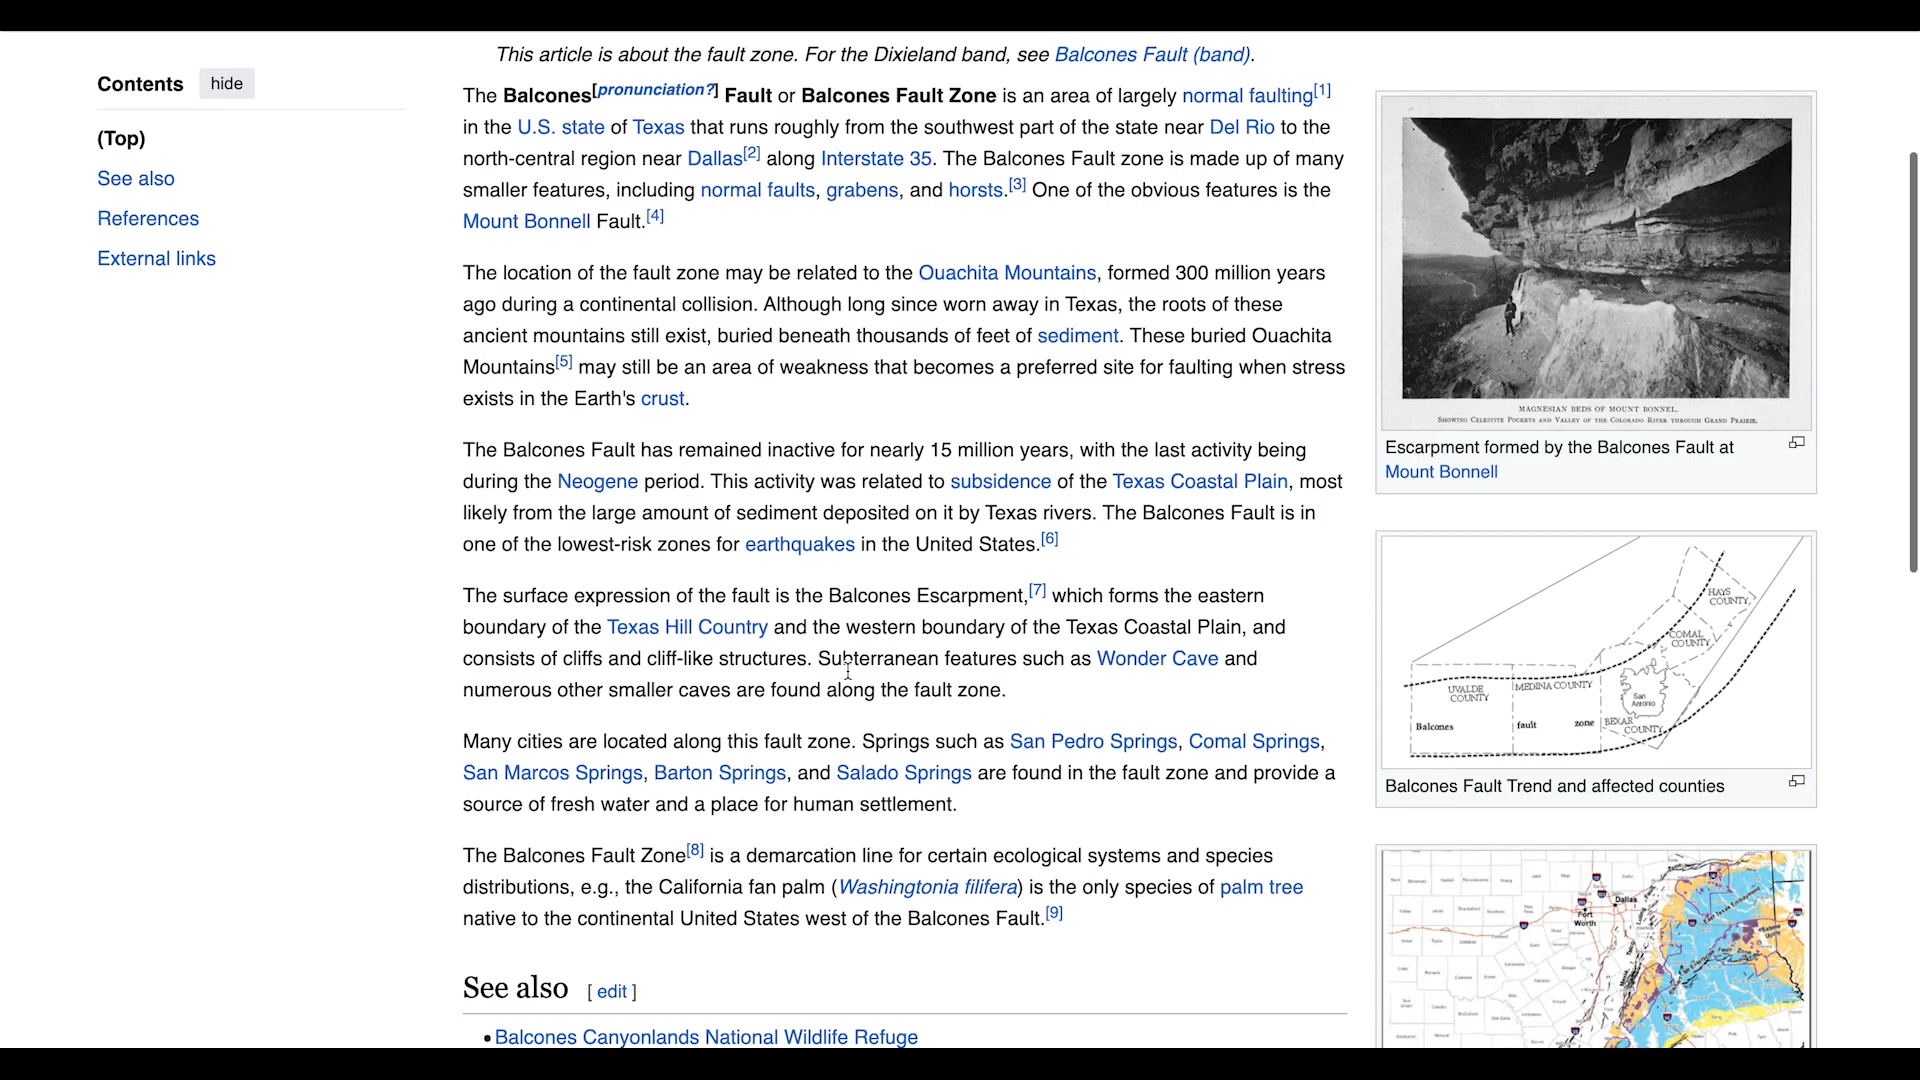 This article is about the fault zone. For the Dixieland band, see Balcones Fault (band).
Contents hide
(Top)
See also
References
External links
The Balcones[pronunciation?] Fault or Balcones Fault Zone is an area of largely normal faulting[1]
in the U.S. state of Texas that runs roughly from the southwest part of the state near Del Rio to the
north-central region near Dallas[2] along Interstate 35. The Balcones Fault zone is made up of many
smaller features, including normal faults, grabens, and horsts.[3] One of the obvious features is the
Mount Bonnell Fault.[4]
The location of the fault zone may be related to the Ouachita Mountains, formed 300 million years
ago during a continental collision. Although long since worn away in Texas, the roots of these
ancient mountains still exist, buried beneath thousands of feet of sediment. These buried Ouachita
Mountains[5] may still be an area of weakness that becomes a preferred site for faulting when stress
exists in the Earth's crust.
The Balcones Fault has remained inactive for nearly 15 million years, with the last activity being
during the Neogene period. This activity was related to subsidence of the Texas Coastal Plain, most
likely from the large amount of sediment deposited on it by Texas rivers. The Balcones Fault is in
one of the lowest-risk zones for earthquakes in the United States.[6]
The surface expression of the fault is the Balcones Escarpment,[7] which forms the eastern
boundary of the Texas Hill Country and the western boundary of the Texas Coastal Plain, and
consists of cliffs and cliff-like structures. Subterranean features such as Wonder Cave and
numerous other smaller caves are found along the fault zone.
Many cities are located along this fault zone. Springs such as San Pedro Springs, Comal Springs,
San Marcos Springs, Barton Springs, and Salado Springs are found in the fault zone and provide a
source of fresh water and a place for human settlement.
The Balcones Fault Zone[8] is a demarcation line for certain ecological systems and species
distributions, e.g., the California fan palm (Washingtonia filifera) is the only species of palm tree
native to the continental United States west of the Balcones Fault.[9]
See also [ edit ]
Balcones Canyonlands National Wildlife Refuge
MAGNESIAN BEDS OF MOUNT BONNEL,
SHOWING CELESTITE POCKETS AND VALLEY OF THE COLORADO RIVER THROUGH GRAND PRAIRIE.
Escarpment formed by the Balcones Fault at
Mount Bonnell
HAYS
COUNTY
COMAL
COUNTY
UVALDE
COUNTY
MEDINA COUNTY
San
Antonio
Balcones fault zone
BEXAR
COUNTY
Balcones Fault Trend and affected counties
Dallas
Fort
Worth
East Texas Embayment
Sabine
Uplift
Fault Zone